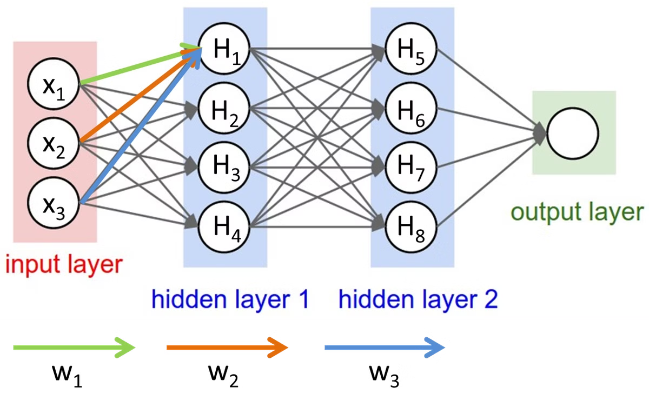 x₁
x₂
x₃
input layer
H₁
H₂
H₃
H₄
hidden layer 1
H₅
H₆
H₇
H₈
hidden layer 2
output layer
w₁
w₂
w₃